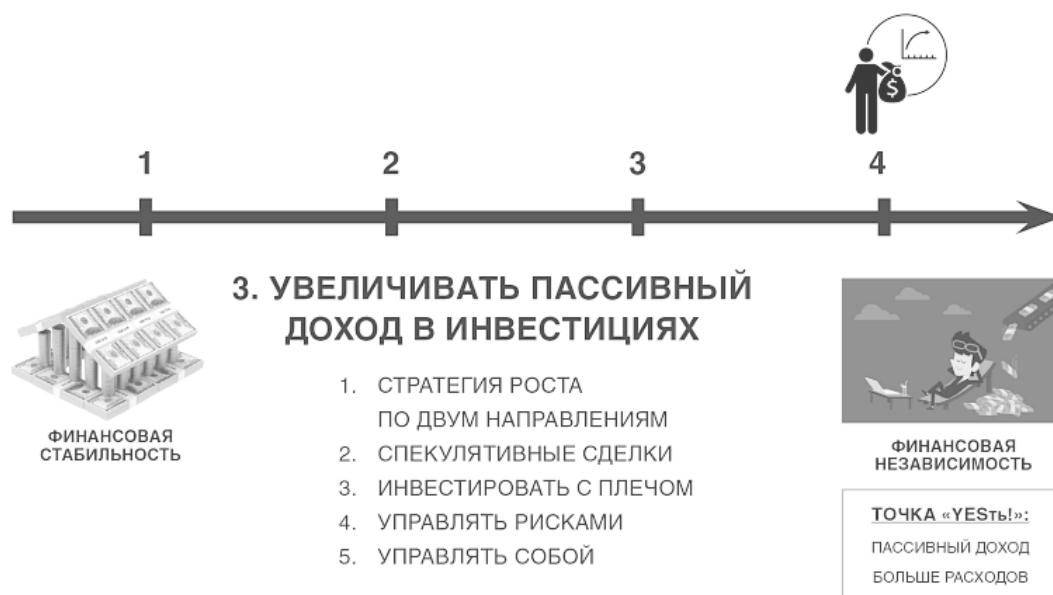 1
2
3
4
3. УВЕЛИЧИВАТЬ ПАССИВНЫЙ
ДОХОД В ИНВЕСТИЦИЯХ
1. СТРАТЕГИЯ РОСТА
ПО ДВУМ НАПРАВЛЕНИЯМ
2. СПЕКУЛЯТИВНЫЕ СДЕЛКИ
3. ИНВЕСТИРОВАТЬ С ПЛЕЧОМ
4. УПРАВЛЯТЬ РИСКАМИ
5. УПРАВЛЯТЬ СОБОЙ
ФИНАНСОВАЯ
СТАБИЛЬНОСТЬ
$
ФИНАНСОВАЯ
НЕЗАВИСИМОСТЬ
ТОЧКА «YESть!»:
ПАССИВНЫЙ ДОХОД
БОЛЬШЕ РАСХОДОВ